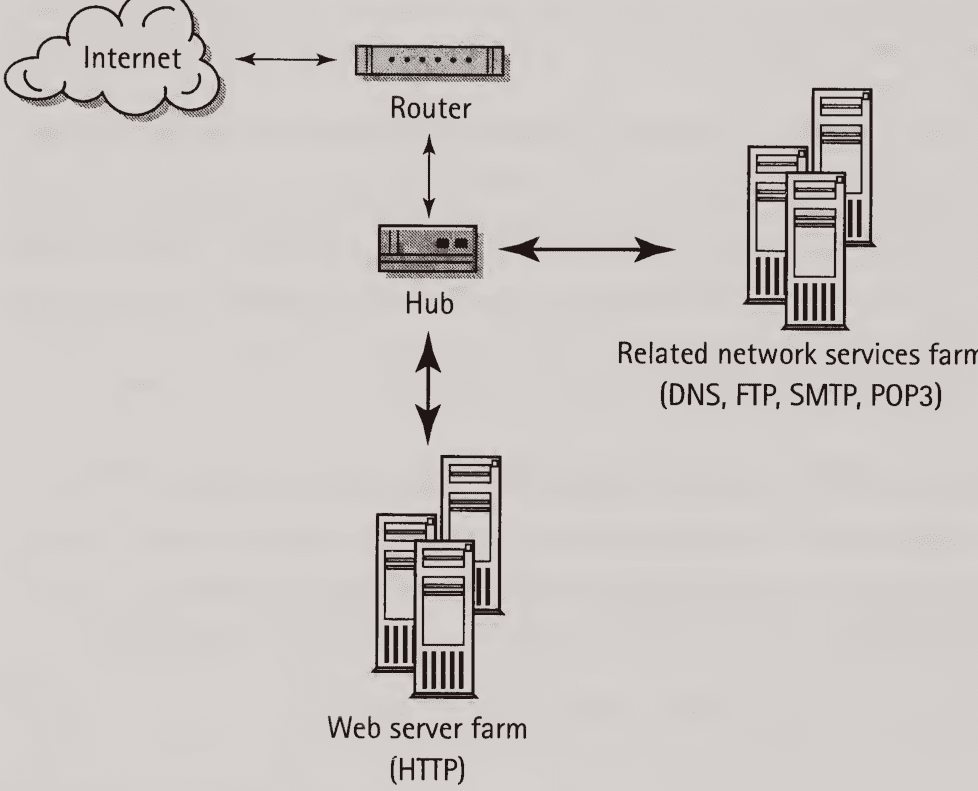 Internet
Router
Hub
Related network services farm
(DNS, FTP, SMTP, POP3)
Web server farm
(HTTP)